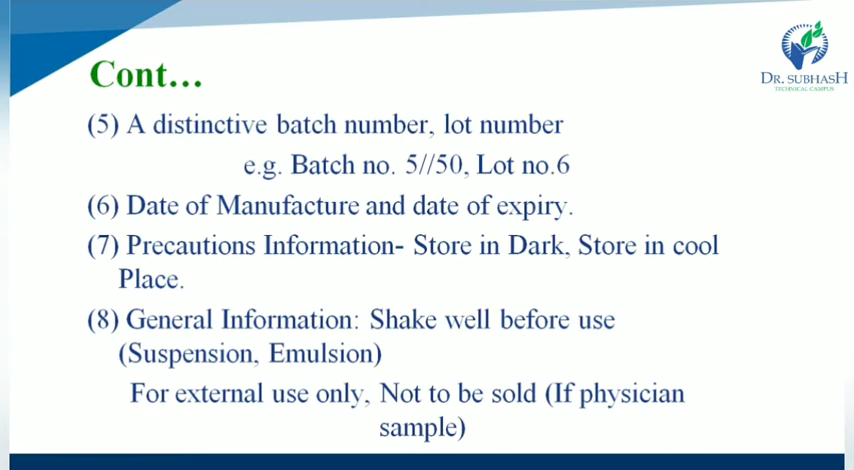 DR. SUBHASH
TECHNICAL CAMPUS
Cont...
(5) A distinctive batch number, lot number
e.g. Batch no. 5//50, Lot no.6
(6) Date of Manufacture and date of expiry.
(7) Precautions Information- Store in Dark, Store in cool
Place.
(8) General Information: Shake well before use
(Suspension, Emulsion)
For external use only, Not to be sold (If physician
sample)